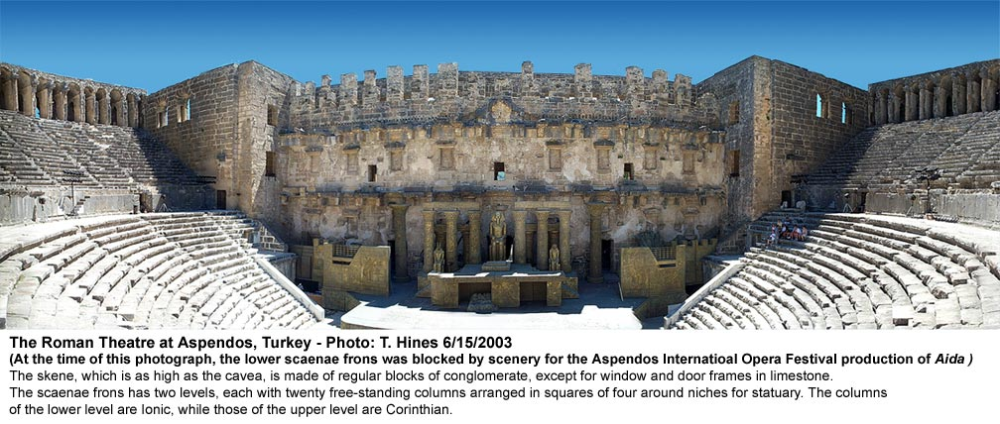 The Roman Theatre at Aspendos, Turkey - Photo: T. Hines 6/15/2003
(At the time of this photograph, the lower scaenae frons was blocked by scenery for the Aspendos Internatioal Opera Festival production of Aida )
The skene, which is as high as the cavea, is made of regular blocks of conglomerate, except for window and door frames in limestone.
The scaenae frons has two levels, each with twenty free-standing columns arranged in squares of four around niches for statuary. The columns
of the lower level are Ionic, while those of the upper level are Corinthian.